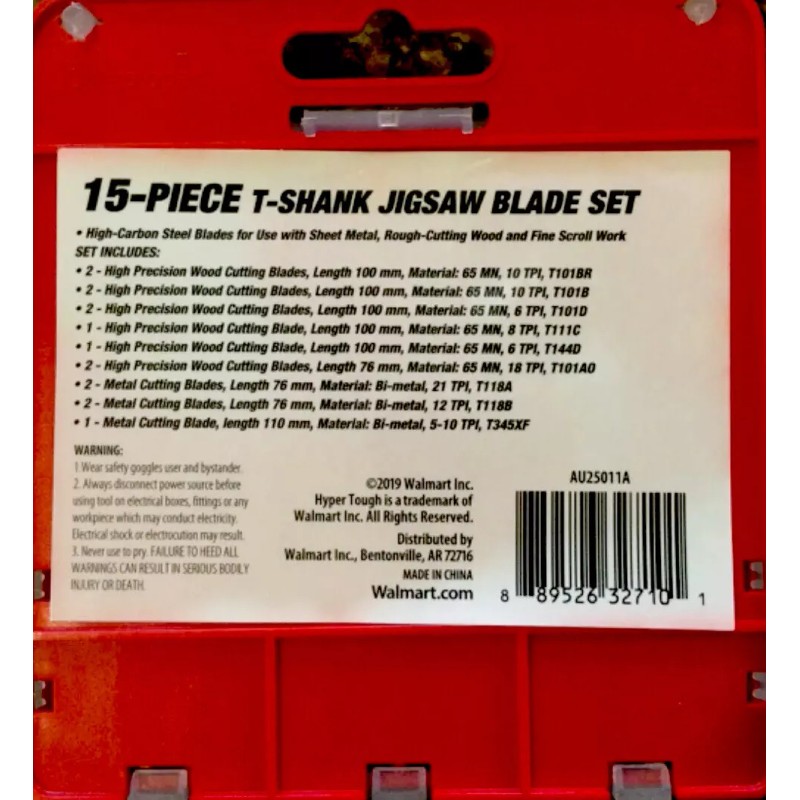 15-PIECE T-SHANK JIGSAW BLADE SET
• High-Carbon Steel Blades for Use with Sheet Metal, Rough-Cutting Wood and Fine Scroll Work
SET INCLUDES:
• 2 - High Precision Wood Cutting Blades, Length 100 mm, Material: 65 MN, 10 TPI, T101BR
• 2 - High Precision Wood Cutting Blades, Length 100 mm, Material: 65 MN, 10 TPI, T101B
• 2 - High Precision Wood Cutting Blades, Length 100 mm, Material: 65 MN, 6 TPI, T101D
• 1 - High Precision Wood Cutting Blade, Length 100 mm, Material: 65 MN, 8 TPI, T111C
• 1 - High Precision Wood Cutting Blade, Length 100 mm, Material: 65 MN, 6 TPI, T144D
• 2 - High Precision Wood Cutting Blades, Length 76 mm, Material: 65 MN, 18 TPI, T101AO
• 2 - Metal Cutting Blades, Length 76 mm, Material: Bi-metal, 21 TPI, T118A
• 2 - Metal Cutting Blades, Length 76 mm, Material: Bi-metal, 12 TPI, T118B
• 1 - Metal Cutting Blade, length 110 mm, Material: Bi-metal, 5-10 TPI, T345XF
WARNING:
1. Wear safety goggles user and bystander.
2. Always disconnect power source before
using tool on electrical boxes, fittings or any
workpiece which may conduct electricity.
Electrical shock or electrocution may result.
3. Never use to pry. FAILURE TO HEED ALL
WARNINGS CAN RESULT IN SERIOUS BODILY
INJURY OR DEATH.
©2019 Walmart Inc.
Hyper Tough is a trademark of
Walmart Inc. All Rights Reserved.
Distributed by
Walmart Inc., Bentonville, AR 72716
MADE IN CHINA
Walmart.com
AU25011A
8 89526 32710 1